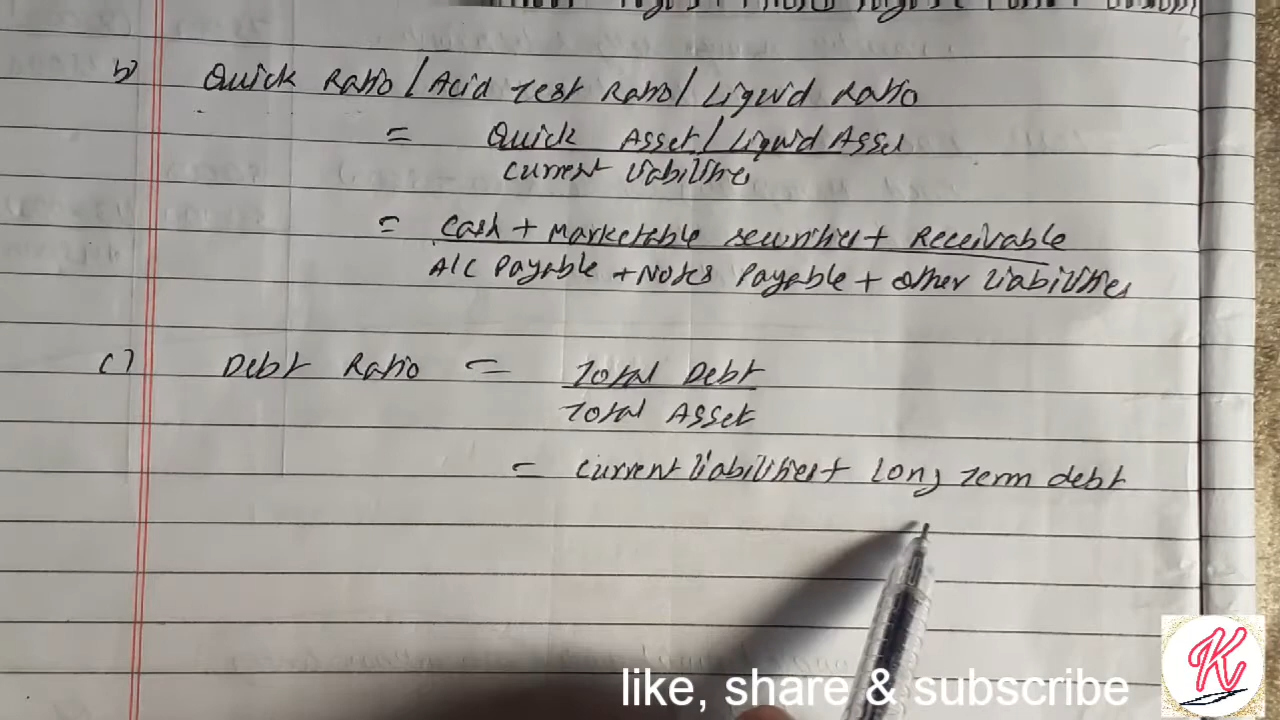 b) Quick Ratio / Acid Test Ratio / Liquid Ratio
= Quick Asset / Liquid Asset
Current Liabilities
= Cash + Marketable securities + Receivable
A/C Payable + Notes Payable + Other Liabilities
c) Debt Ratio = Total Debt
Total Asset
= Current liabilities + Long Term debt
like, share & subscribe
K